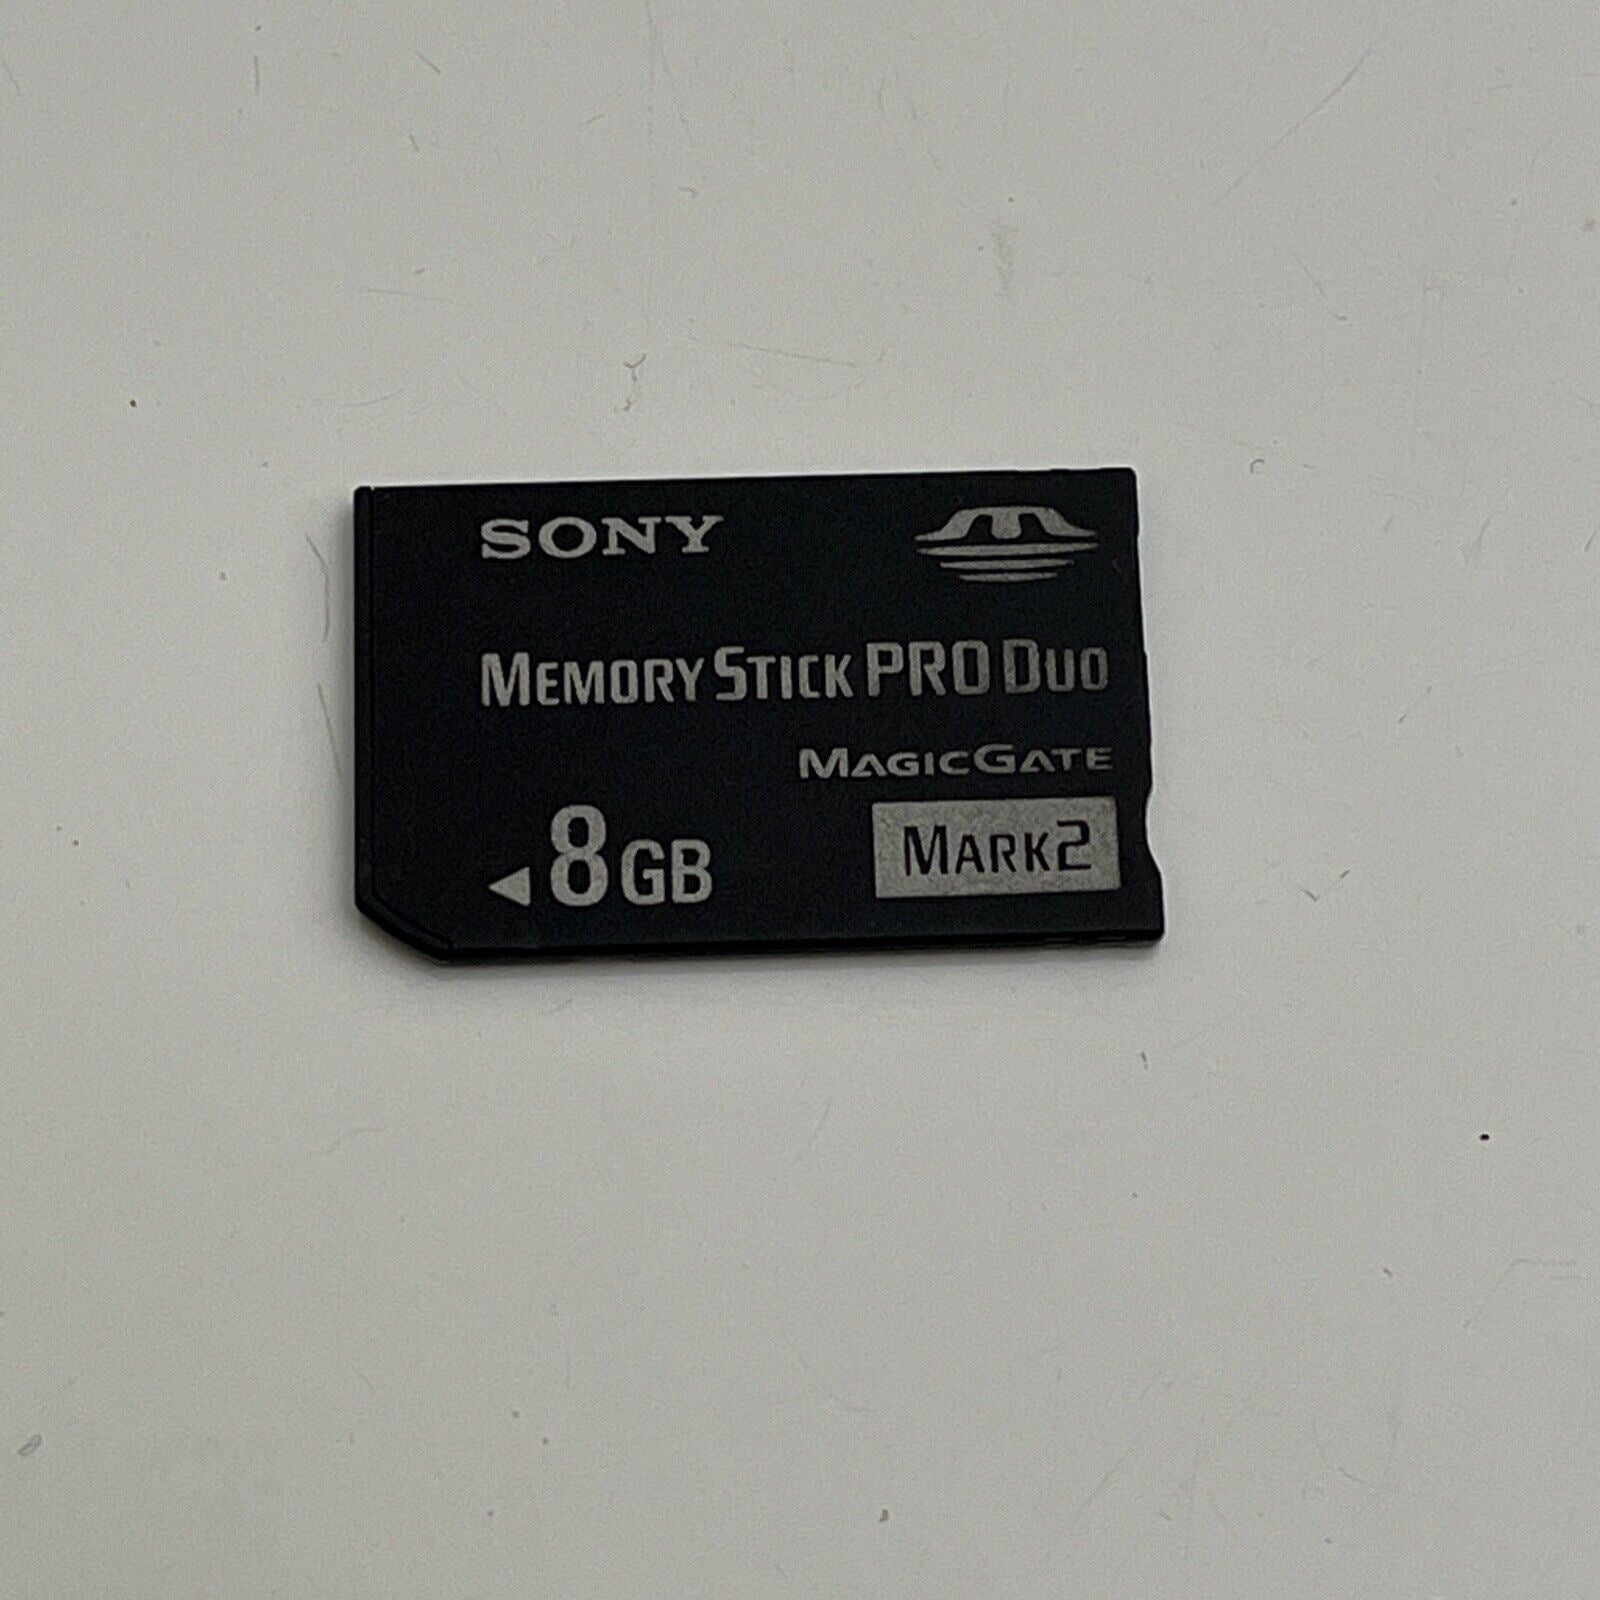 SONY
MEMORY STICK PRO DUO
MAGICGATE
8GB
MARK2